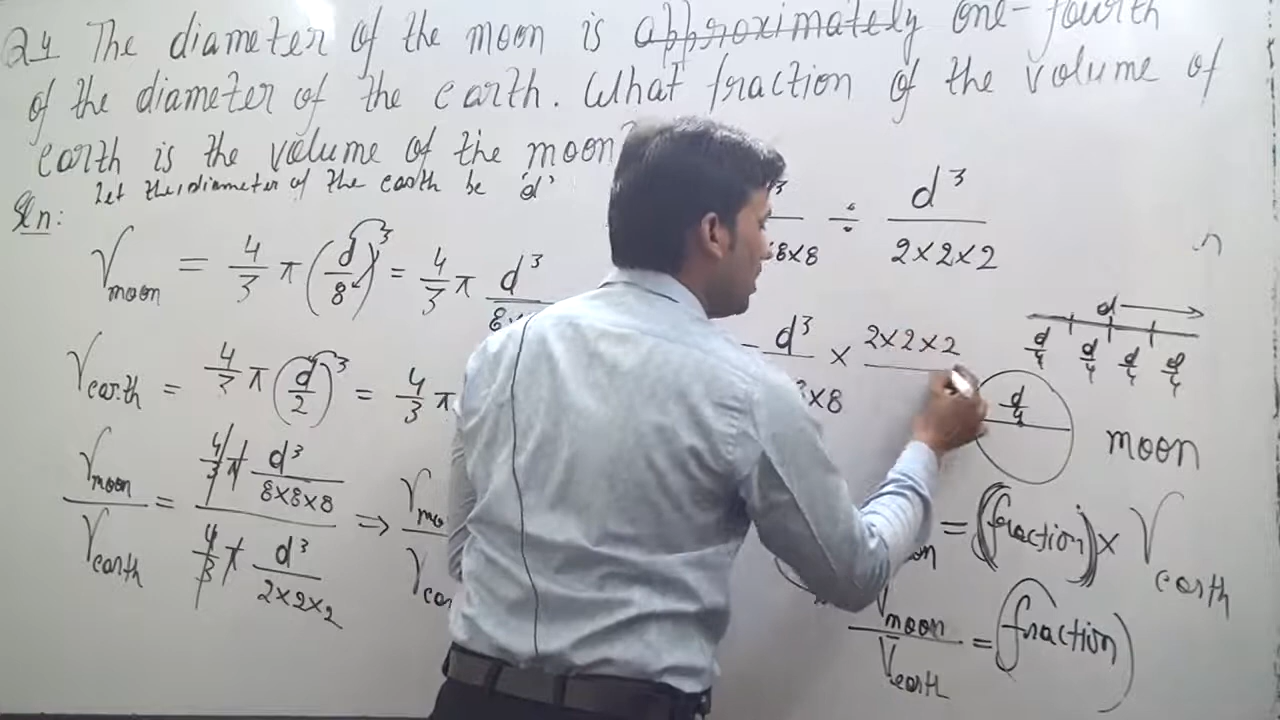 Q4 The diameter of the moon is approximately one-fourth
of the diameter of the earth. What fraction of the volume of
earth is the volume of the moon?
Let the diameter of the earth be 'd'
Sln:
V moon = 4/3 π (d/8)³ = 4/3 π d³
V earth = 4/3 π (d/2)³ = 4/3 π
V moon / V earth = 4/3 π d³/8×8×8 / 4/3 π d³/2×2×2 ⇒ V
8×8 ÷ d³/2×2×2
d³ × 2×2×2
×8
d
d/4 d/4 d/4 d/4
d/4
moon
= (fraction) × V earth
V moon / V earth = (fraction)